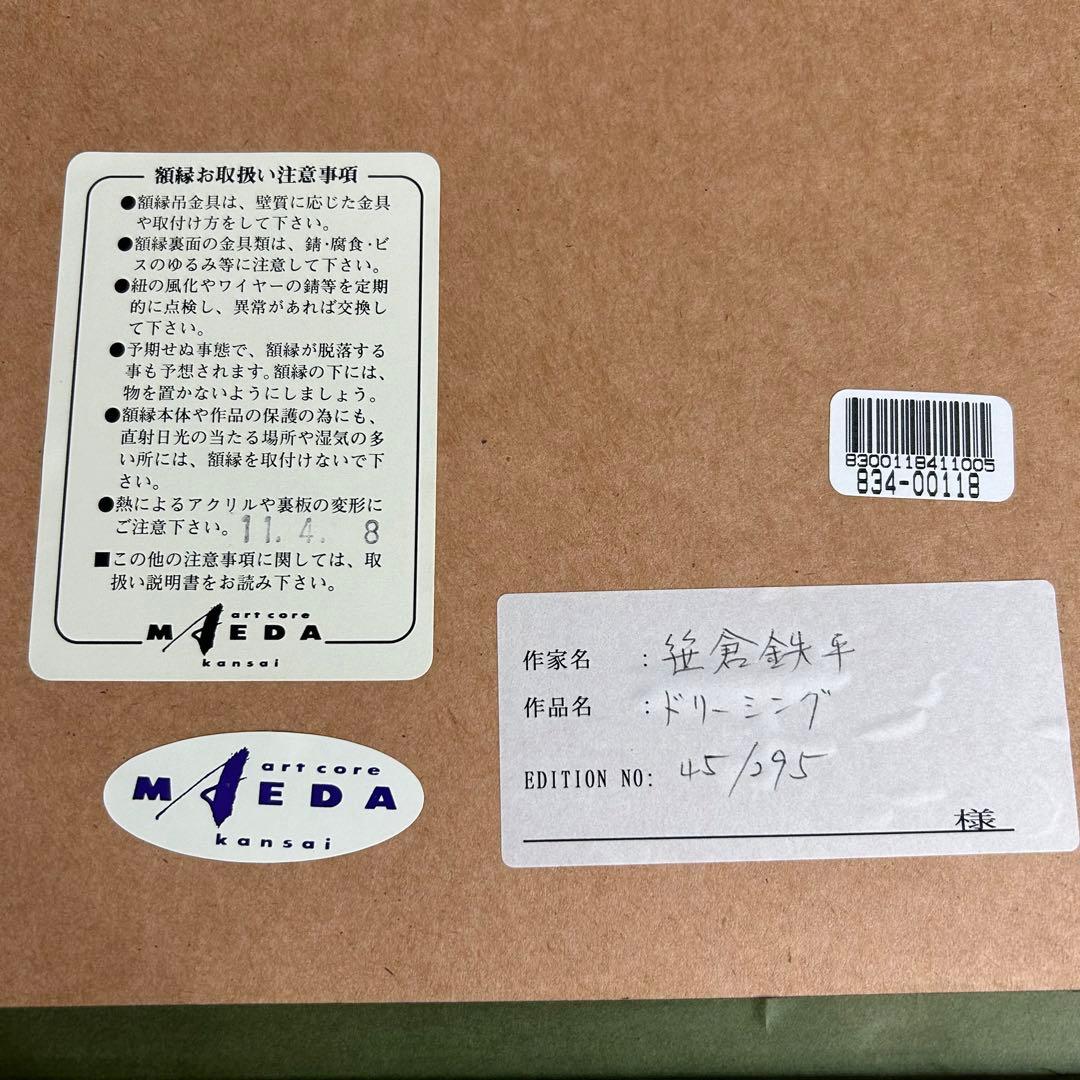 額縁お取扱い注意事項
●額縁吊金具は、壁質に応じた金具
や取付け方をして下さい。
●額縁裏面の金具類は、錆・腐食・ビ
スのゆるみ等に注意して下さい。
●紐の風化やワイヤーの錆等を定期
的に点検し、異常があれば交換し
て下さい。
●予期せぬ事態で、額縁が脱落する
事も予想されます。額縁の下には、
物を置かないようにしましょう。
●額縁本体や作品の保護の為にも、
直射日光の当たる場所や湿気の多
い所には、額縁を取付けないで下
さい。
●熱によるアクリルや裏板の変形に
ご注意下さい。
11.4.8
■この他の注意事項に関しては、取
扱い説明書をお読み下さい。
art core
MAEDA
kansai
art core
MAEDA
kansai
8300118411005
834-00118
作家名 : 笹倉鉄平
作品名 : ドリーシング
EDITION NO: 45/295
様